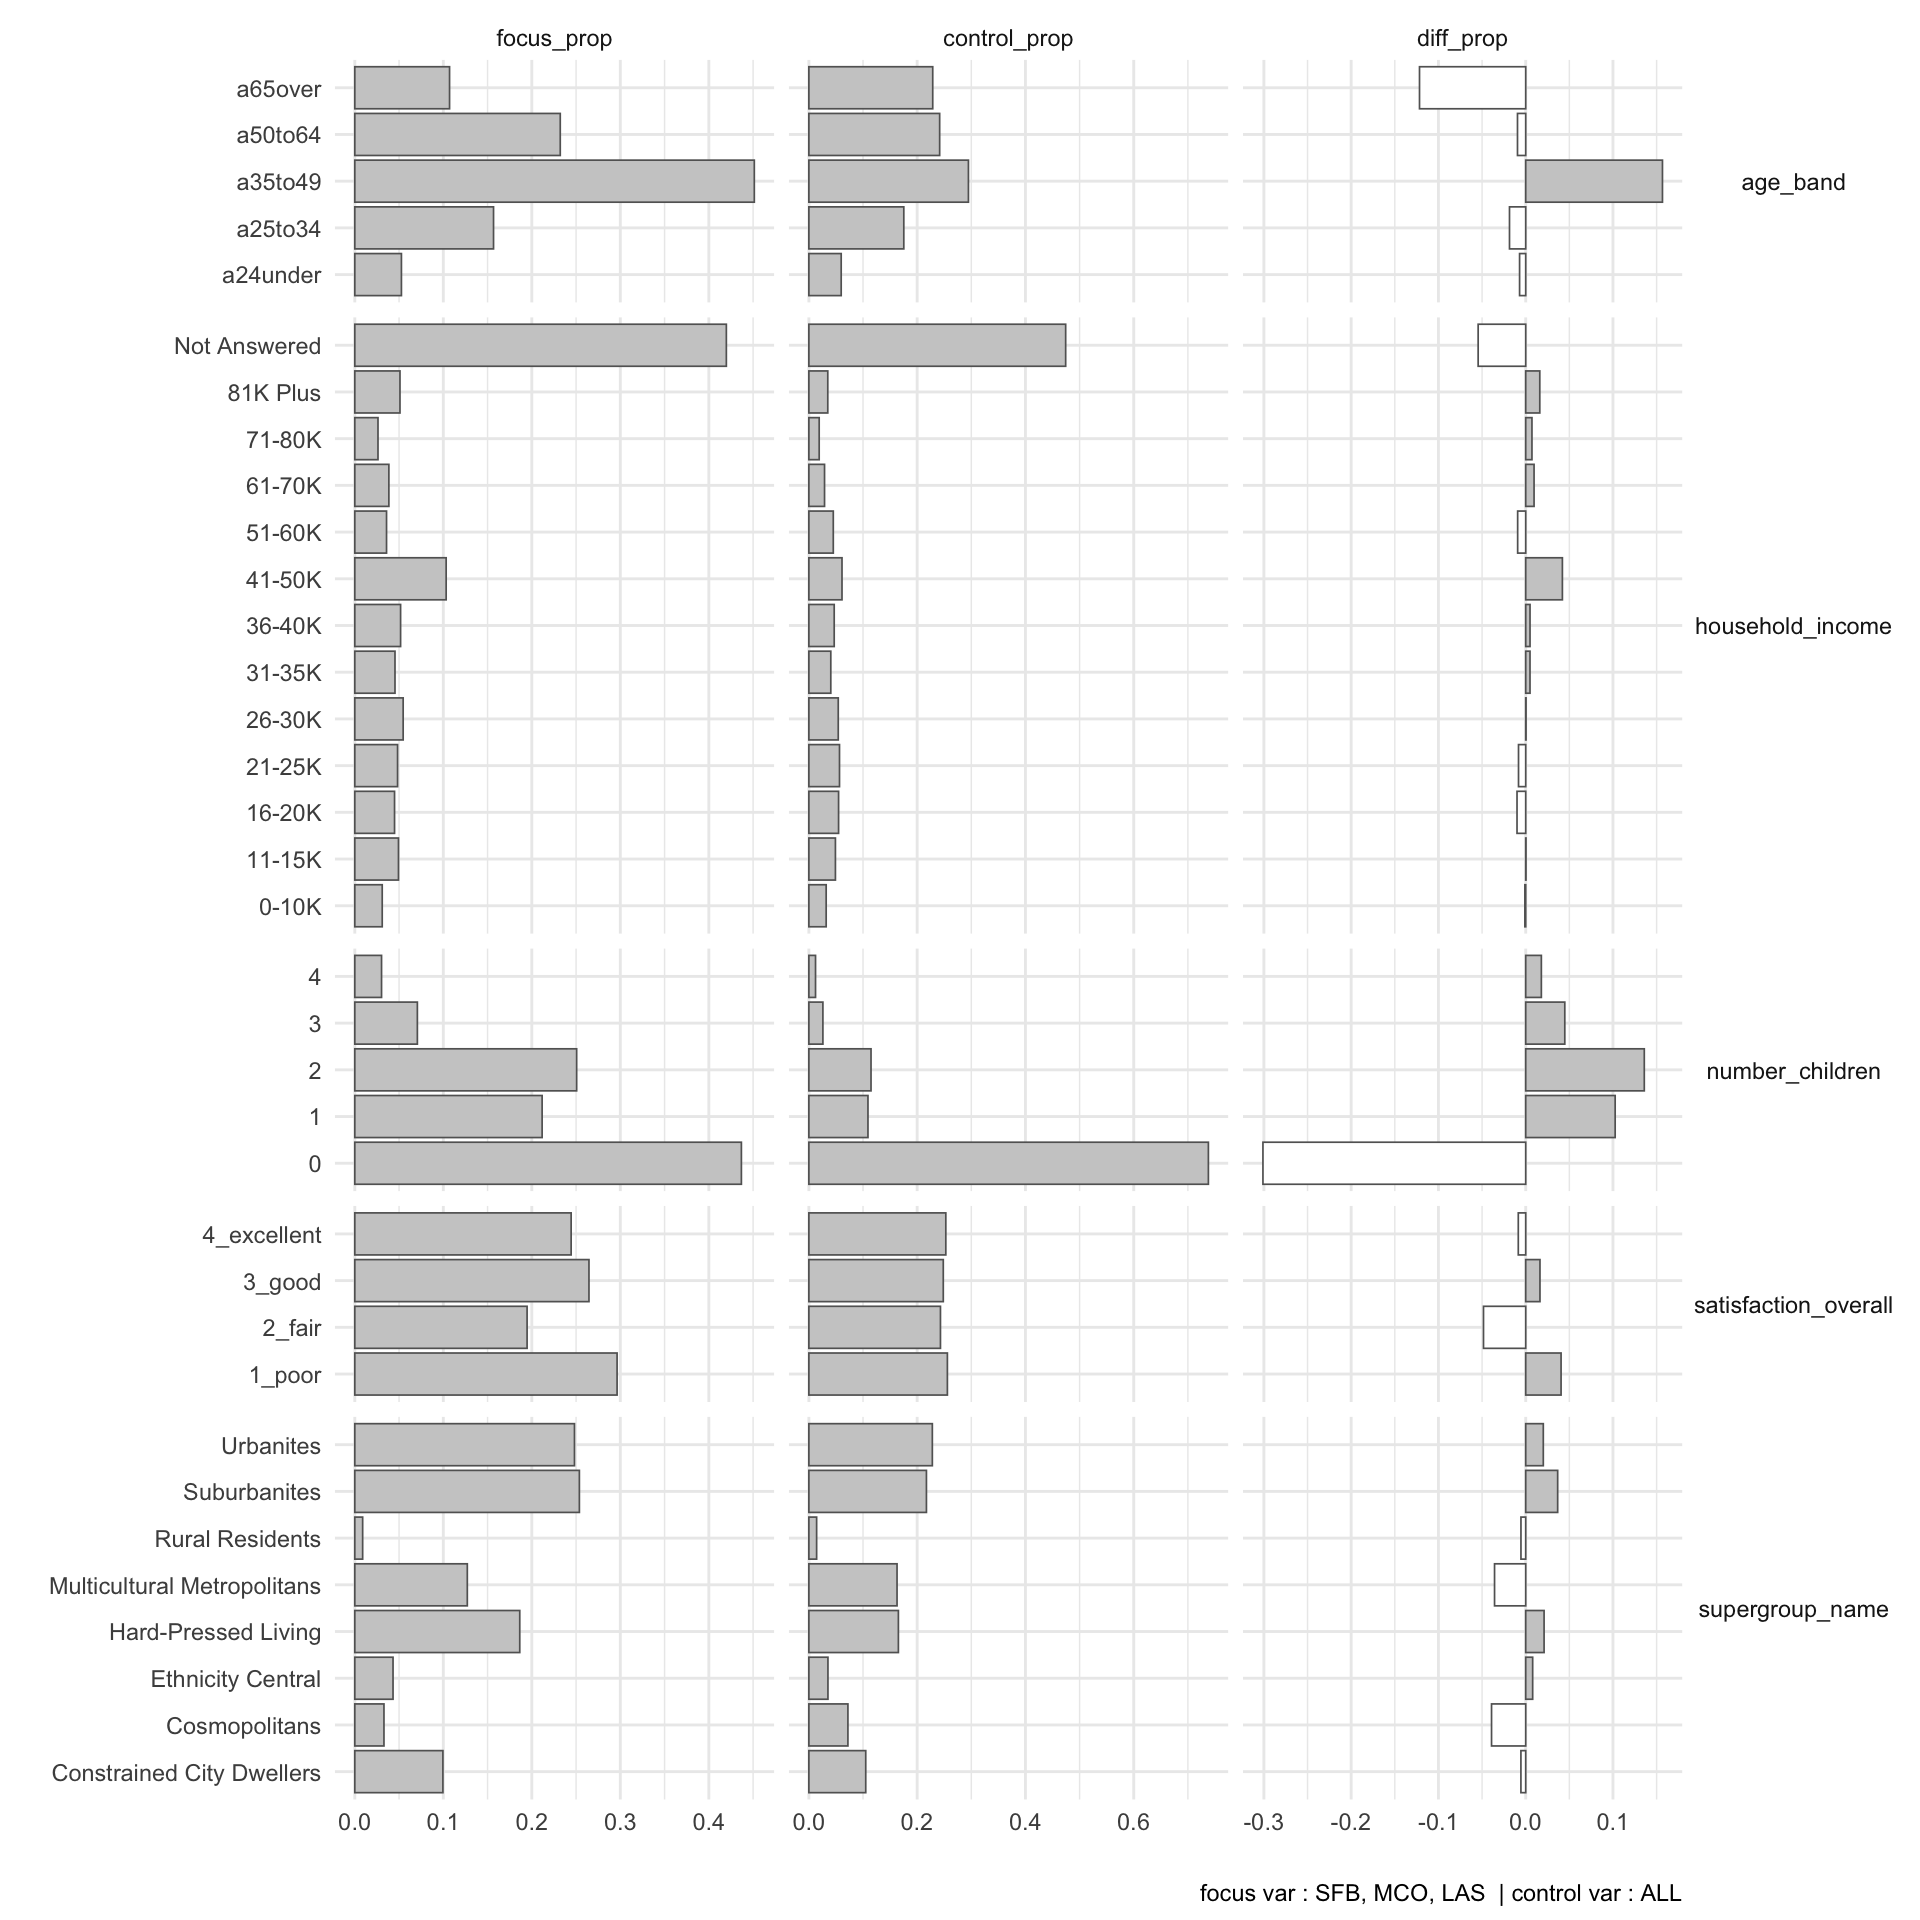 focus_prop control_prop diff_prop
a65over
a50to64
a35to49 age_band
a25to34
a24under
Not Answered
81K Plus
71-80K
61-70K
51-60K
41-50K
36-40K household_income
31-35K
26-30K
21-25K
16-20K
11-15K
0-10K
4
3
2 number_children
1
0
4_excellent
3_good
satisfaction_overall
2_fair
1_poor
Urbanites
Suburbanites
Rural Residents
Multicultural Metropolitans
supergroup_name
Hard-Pressed Living
Ethnicity Central
Cosmopolitans
Constrained City Dwellers
0.0 0.1 0.2 0.3 0.4 0.0 0.2 0.4 0.6 -0.3 -0.2 -0.1 0.0 0.1
focus var : SFB, MCO, LAS | control var : ALL